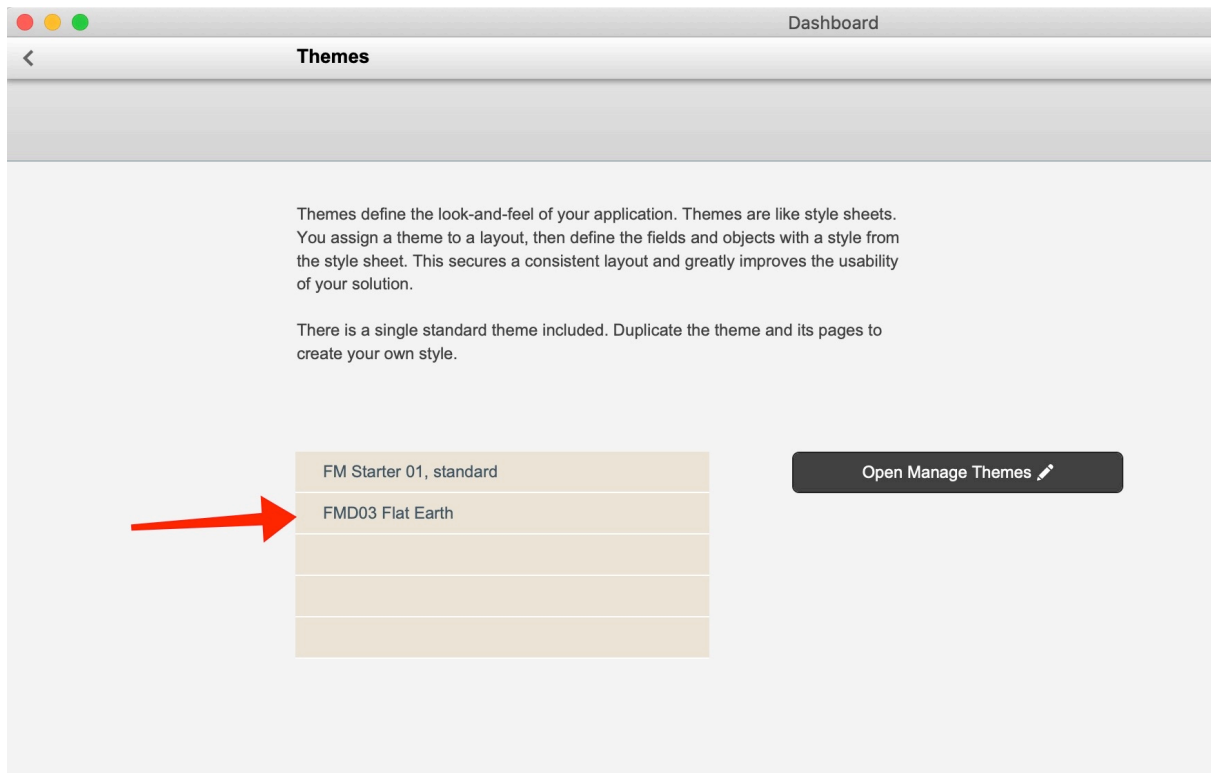 Dashboard
Themes
Themes define the look-and-feel of your application. Themes are like style sheets.
You assign a theme to a layout, then define the fields and objects with a style from
the style sheet. This secures a consistent layout and greatly improves the usability
of your solution.
There is a single standard theme included. Duplicate the theme and its pages to
create your own style.
FM Starter 01, standard
Open Manage Themes
FMD03 Flat Earth